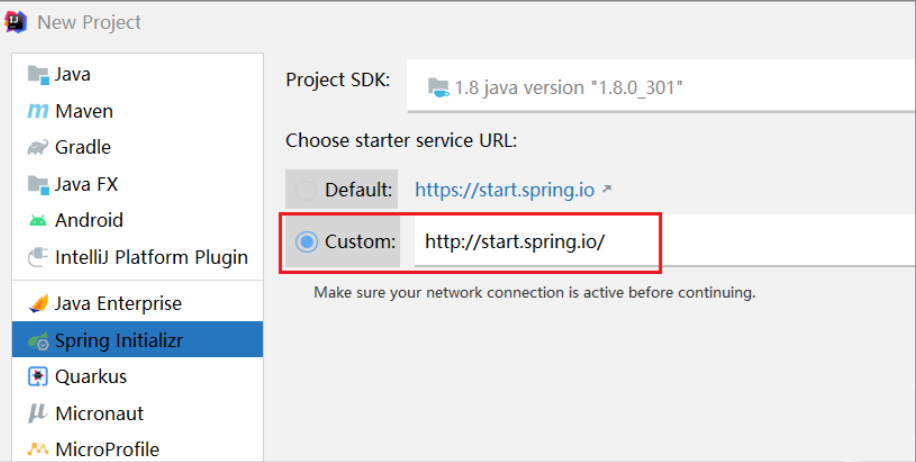 New Project
Java
Maven
Gradle
Java FX
Android
IntelliJ Platform Plugin
Java Enterprise
Spring Initializr
Quarkus
Micronaut
MicroProfile
Project SDK: 1.8 java version "1.8.0_301"
Choose starter service URL:
Default: https://start.spring.io
Custom: http://start.spring.io/
Make sure your network connection is active before continuing.